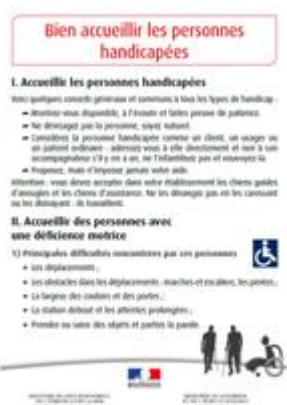 Bien accueillir les personnes
handicapées
I. Accueillir les personnes handicapées
Voici quelques conseils généraux et communs à tous les types de handicap :
➡ Montrez-vous disponible, à l'écoute et faites preuve de patience.
➡ Ne dévisagez pas la personne, soyez naturel.
➡ Considérez la personne handicapée comme un client, un usager ou
un patient ordinaire : adressez-vous à elle directement et non à son
accompagnateur s'il y en a un, ne l'infantilisez pas et vouvoyez-la.
➡ Proposez, mais n'imposez jamais votre aide.
Attention : vous devez accepter dans votre établissement les chiens guides
d'aveugles et les chiens d'assistance. Ne les dérangez pas en les caressant
ou les distrayant : ils travaillent.
II. Accueillir des personnes avec
une déficience motrice
1) Principales difficultés rencontrées par ces personnes
• Les déplacements ;
• Les obstacles dans les déplacements : marches et escaliers, les pentes ;
• La largeur des couloirs et des portes ;
• La station debout et les attentes prolongées ;
• Prendre ou saisir des objets et parfois la parole.